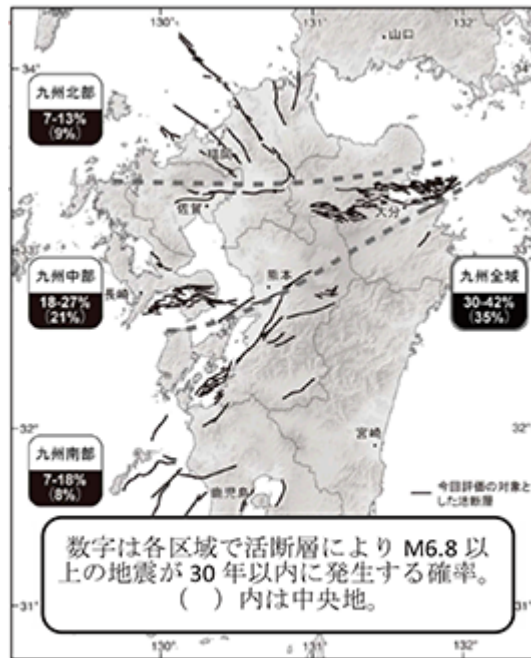 130°
131°
132°
山口
34°
34°
九州北部
7-13%
(9%)
福岡
佐賀
大分
33°
33°
九州中部
18-27%
(21%)
長崎
熊本
九州全域
30-42%
(35%)
32°
32°
宮崎
九州南部
7-18%
(8%)
鹿児島
今回評価の対象と
した活断層
数字は各区域で活断層により M6.8 以
上の地震が 30 年以内に発生する確率。
( )内は中央地。
31°
31°
130°
131°
132°